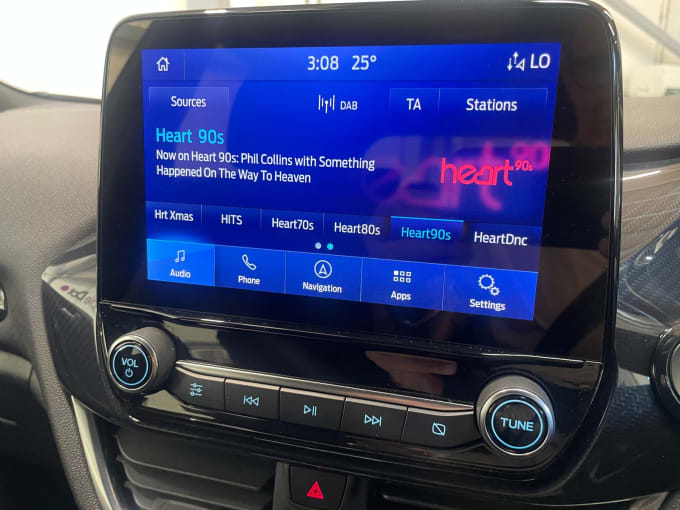 3:08 25° LO
Sources DAB TA Stations
Heart 90s
Now on Heart 90s: Phil Collins with Something
Happened On The Way To Heaven
heart 90s
Hrt Xmas HITS Heart70s Heart80s Heart90s HeartDnc
Audio Phone Navigation Apps Settings
VOL
TUNE